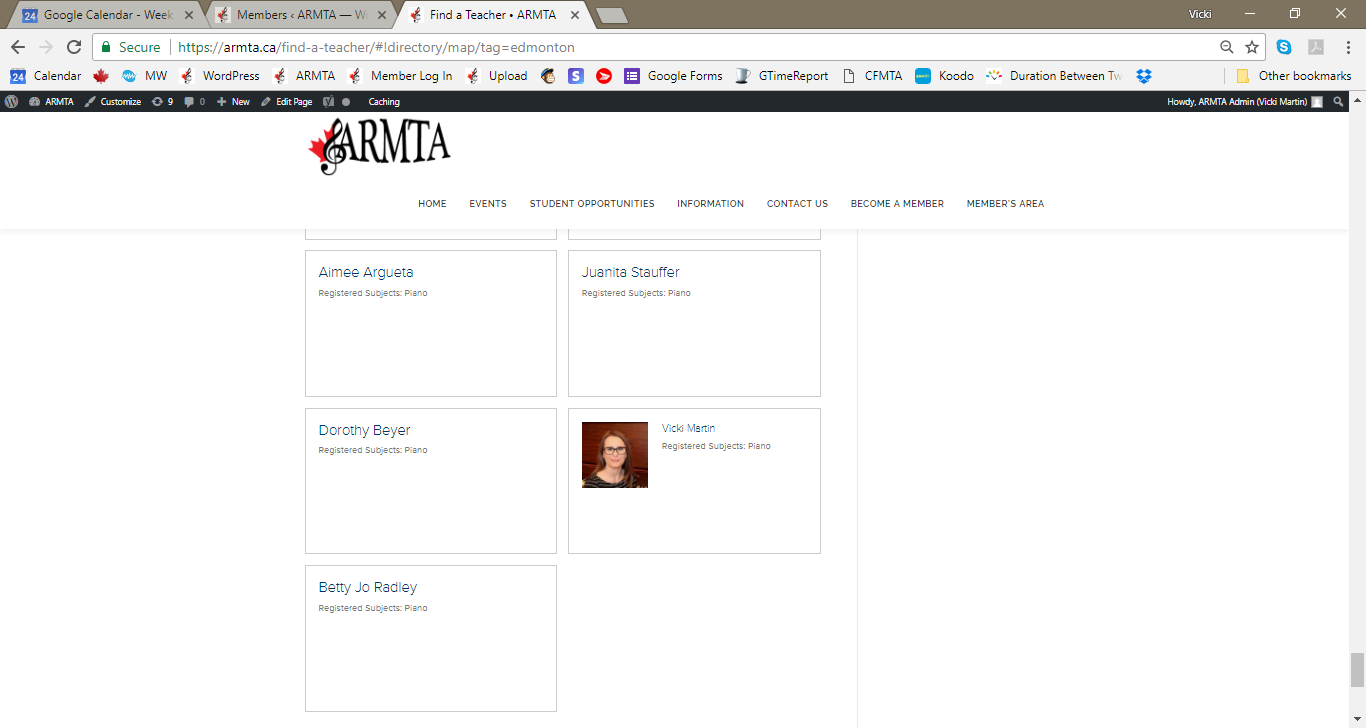 24 Google Calendar - Week
Members ‹ ARMTA — W
Find a Teacher • ARMTA
Vicki
Secure https://armta.ca/find-a-teacher/#!directory/map/tag=edmonton
24 Calendar MW WordPress ARMTA Member Log In Upload S Google Forms GTimeReport CFMTA koodo Koodo Duration Between Tw Other bookmarks
ARMTA Customize 9 0 New Edit Page Caching Howdy, ARMTA Admin (Vicki Martin)
ARMTA
HOME EVENTS STUDENT OPPORTUNITIES INFORMATION CONTACT US BECOME A MEMBER MEMBER'S AREA
Aimee Argueta
Registered Subjects: Piano
Juanita Stauffer
Registered Subjects: Piano
Dorothy Beyer
Registered Subjects: Piano
Vicki Martin
Registered Subjects: Piano
Betty Jo Radley
Registered Subjects: Piano